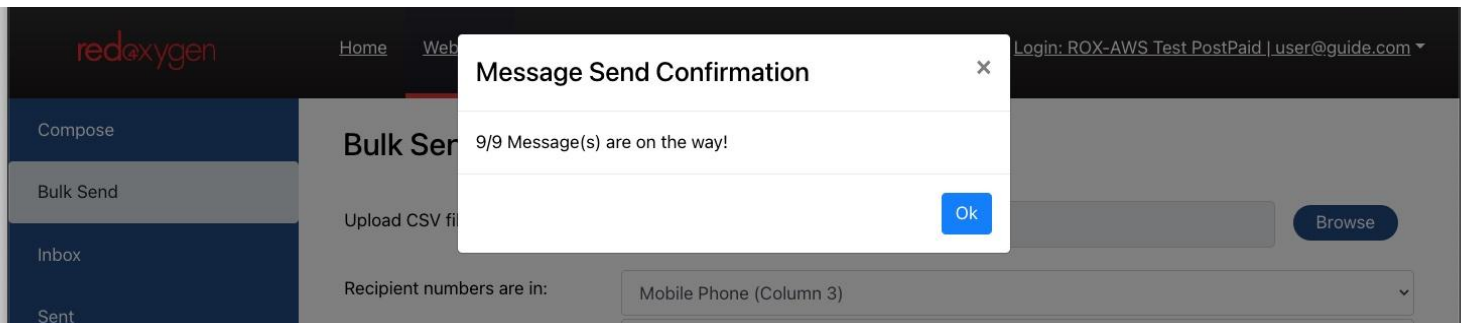 redoxygen
Home Web Login: ROX-AWS Test PostPaid | user@guide.com
Message Send Confirmation ×
9/9 Message(s) are on the way!
Ok
Compose
Bulk Send
Inbox
Sent
Bulk Ser
Upload CSV fil
Browse
Recipient numbers are in:
Mobile Phone (Column 3)